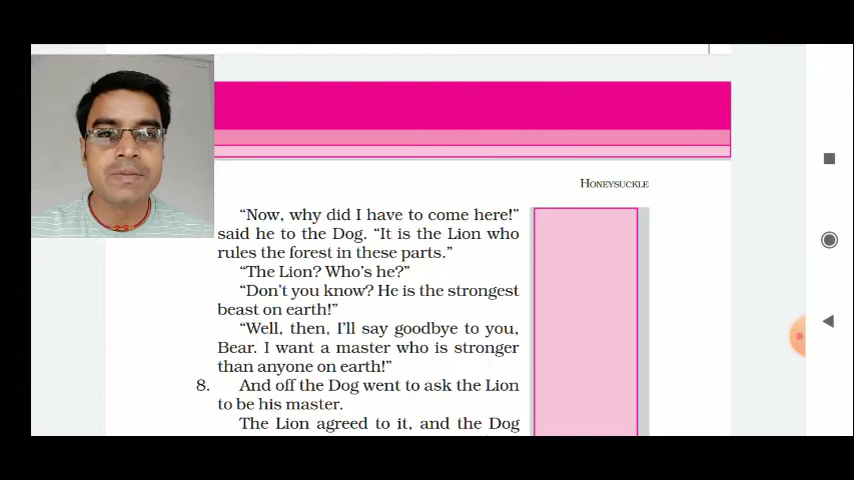 HONEYSUCKLE
“Now, why did I have to come here!”
said he to the Dog. “It is the Lion who
rules the forest in these parts.”
“The Lion? Who’s he?”
“Don’t you know? He is the strongest
beast on earth!”
“Well, then, I’ll say goodbye to you,
Bear. I want a master who is stronger
than anyone on earth!”
8. And off the Dog went to ask the Lion
to be his master.
The Lion agreed to it, and the Dog